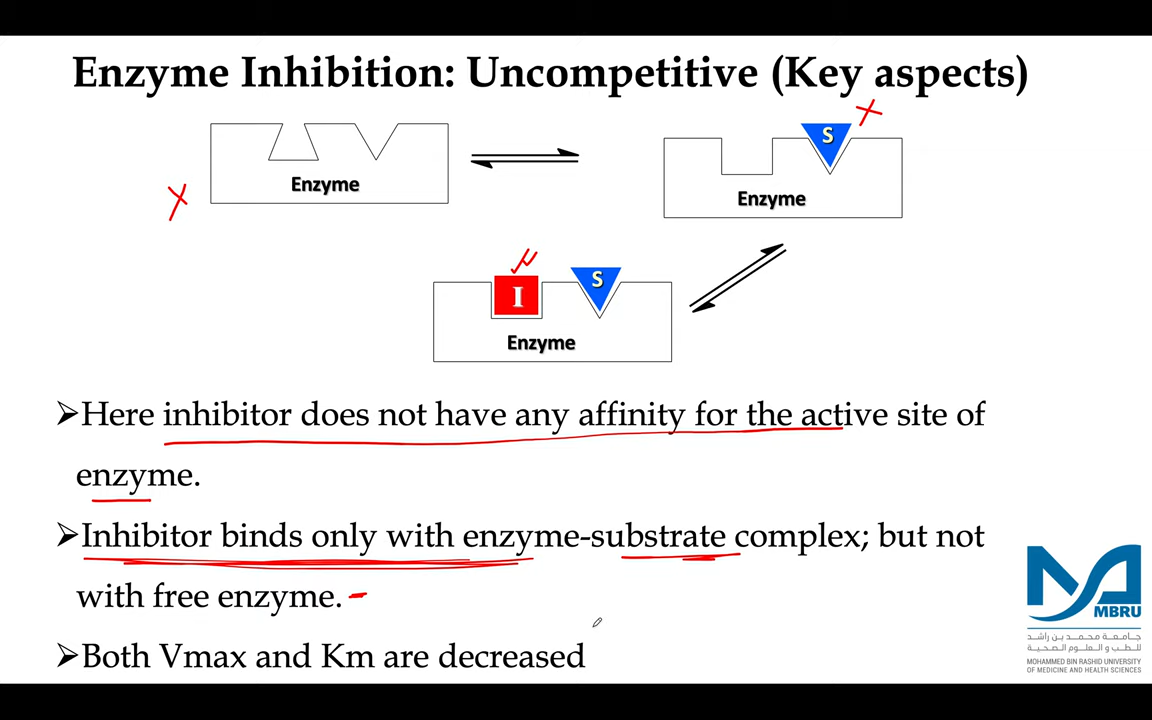 Enzyme Inhibition: Uncompetitive (Key aspects)
S
Enzyme
Enzyme
I
S
Enzyme
➢Here inhibitor does not have any affinity for the active site of
enzyme.
➢Inhibitor binds only with enzyme-substrate complex; but not
with free enzyme.
➢Both Vmax and Km are decreased
MBRU
جامعة محمد بن راشد
للطب و العلوم الصحية
MOHAMMED BIN RASHID UNIVERSITY
OF MEDICINE AND HEALTH SCIENCES